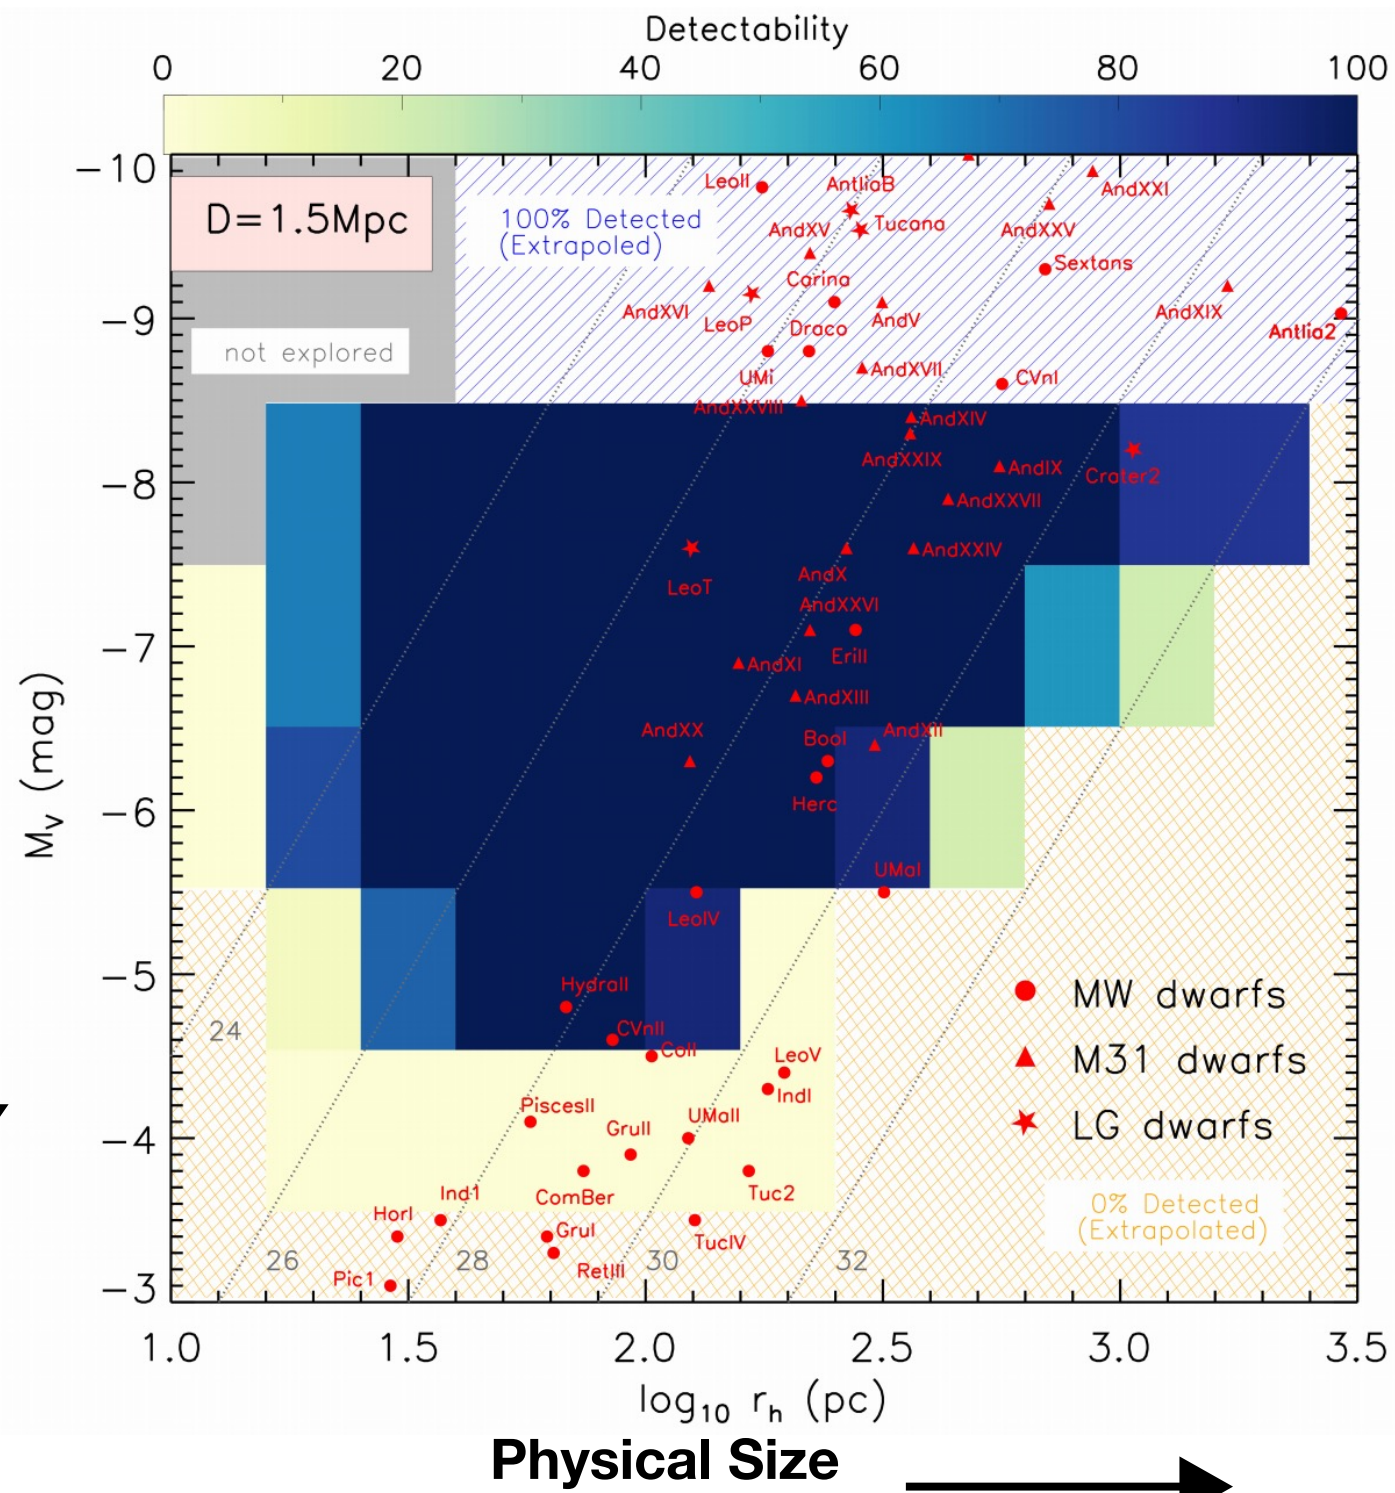 Detectability
0 20 40 60 80 100
-10
D=1.5Mpc
100% Detected
(Extrapoled)
LeoII
AntliaB
AndXXI
AndXV
Tucana
AndXXV
Carina
Sextans
AndXVI
LeoP
AndV
AndXIX
-9
Draco
Antlia2
not explored
UMi
AndXVII
CVnI
AndXXVIII
AndXIV
AndXXIX
AndIX
Crater2
-8
AndXXVII
AndXXIV
LeoT
AndX
AndXXVI
-7
EriII
AndXI
AndXIII
AndXX
BooI
AndXII
Herc
-6
UMaI
LeoIV
-5
HydraII
MW dwarfs
24
CVnII
ColI
LeoV
M31 dwarfs
IndI
PiscesII
UMaII
-4
GruII
LG dwarfs
Ind1
ComBer
Tuc2
0% Detected
(Extrapolated)
HorI
GruI
TucIV
26 28 30 32
Pic1
RetIII
-3
1.0 1.5 2.0 2.5 3.0 3.5
M_V (mag)
log10 rh (pc)
Physical Size